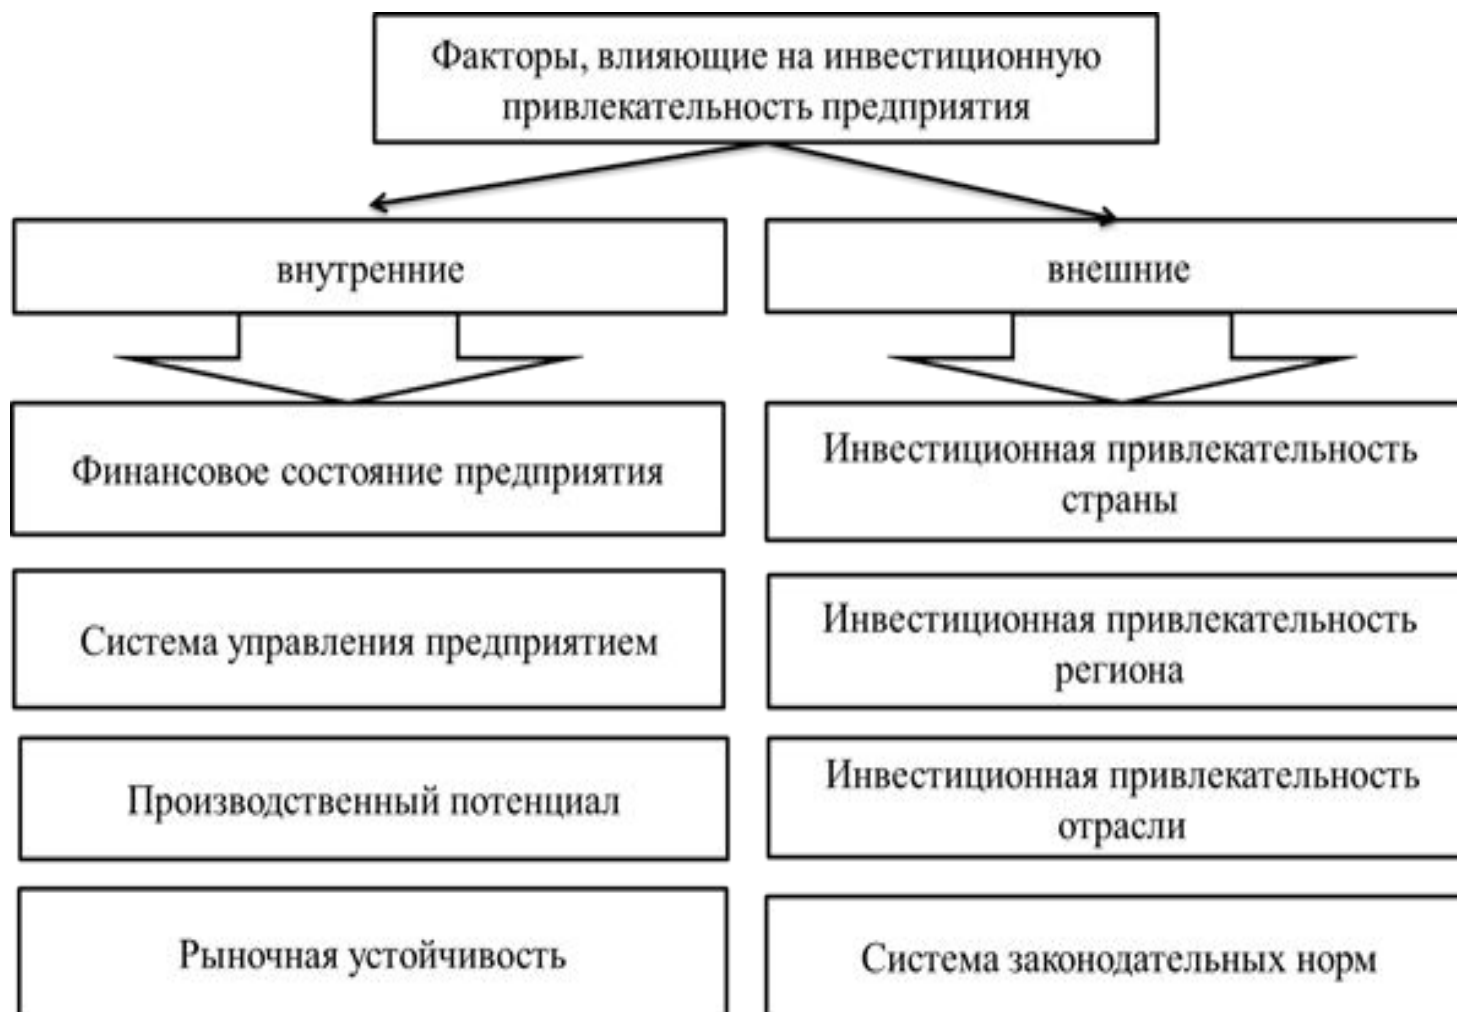 Факторы, влияющие на инвестиционную
привлекательность предприятия
внутренние
внешние
Финансовое состояние предприятия
Инвестиционная привлекательность
страны
Система управления предприятием
Инвестиционная привлекательность
региона
Производственный потенциал
Инвестиционная привлекательность
отрасли
Рыночная устойчивость
Система законодательных норм